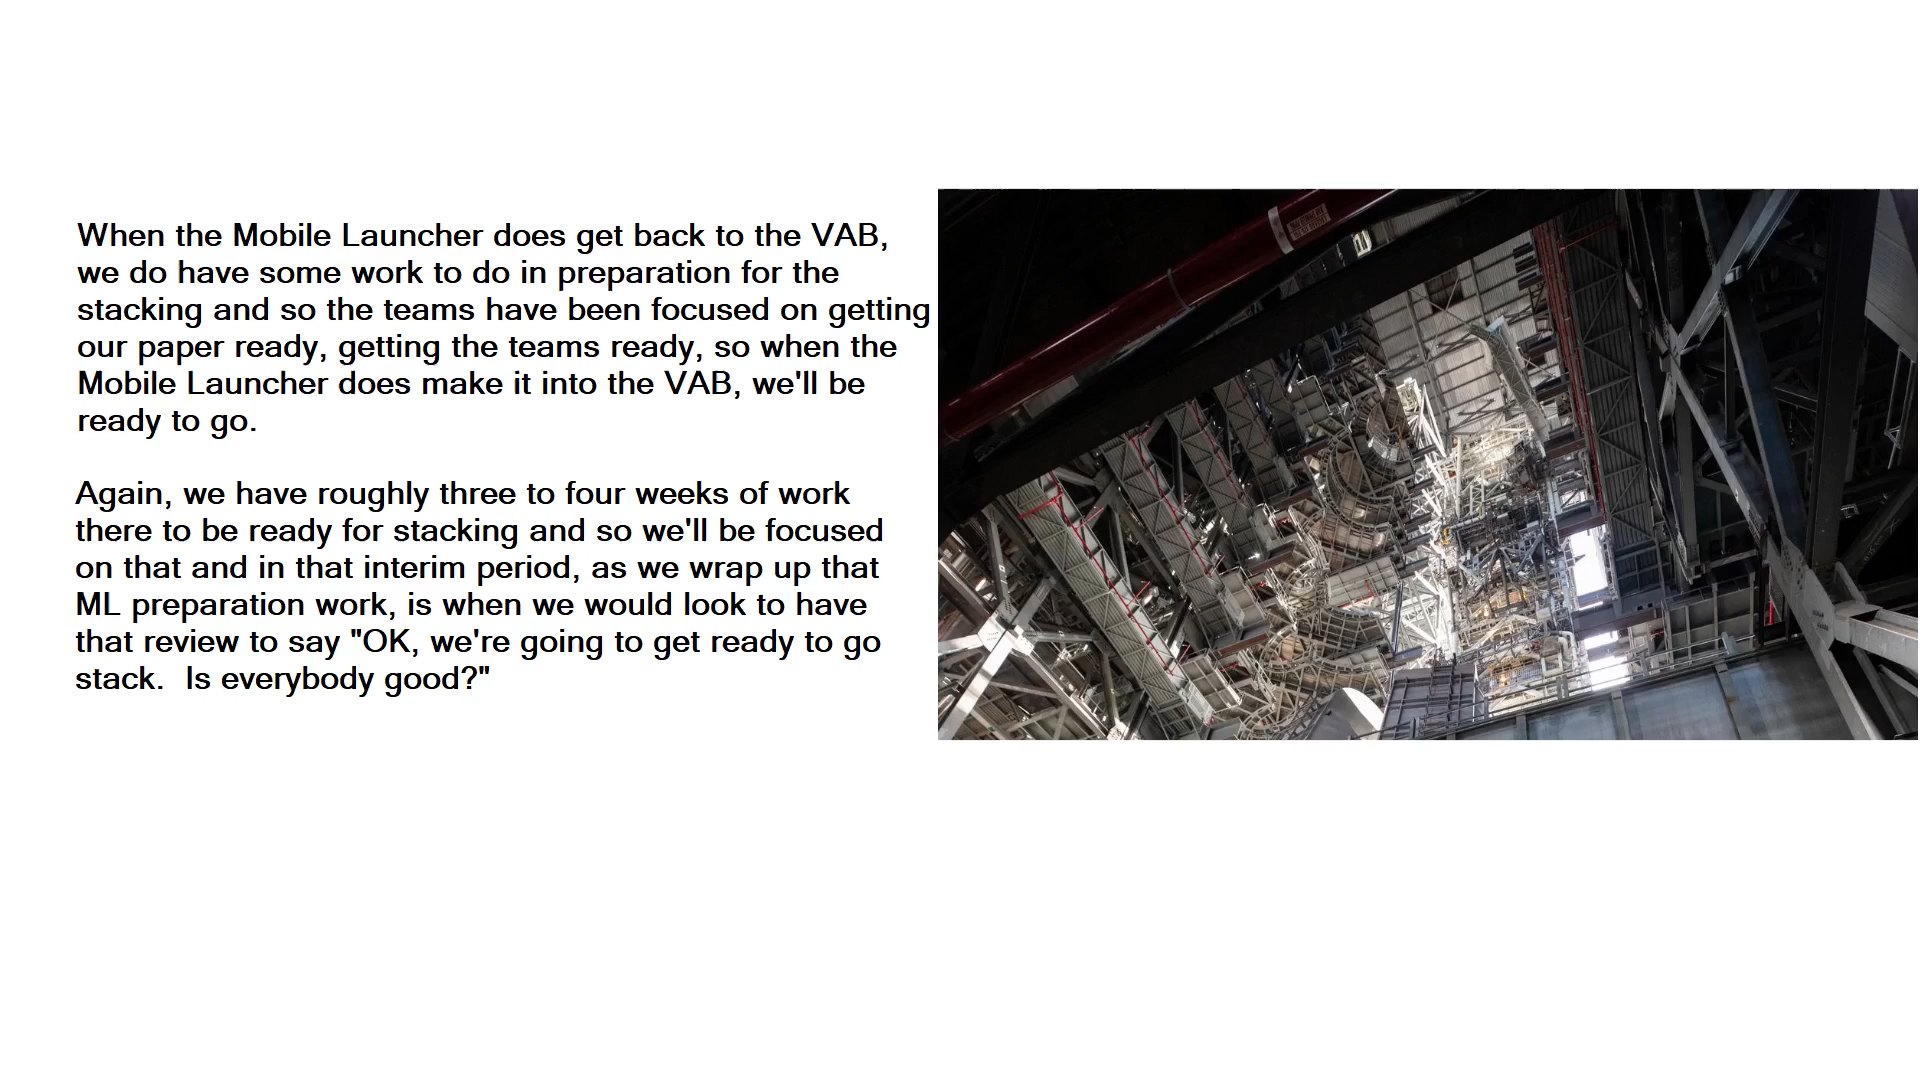 When the Mobile Launcher does get back to the VAB,
we do have some work to do in preparation for the
stacking and so the teams have been focused on getting
our paper ready, getting the teams ready, so when the
Mobile Launcher does make it into the VAB, we'll be
ready to go.
Again, we have roughly three to four weeks of work
there to be ready for stacking and so we'll be focused
on that and in that interim period, as we wrap up that
ML preparation work, is when we would look to have
that review to say "OK, we're going to get ready to go
stack.  Is everybody good?"